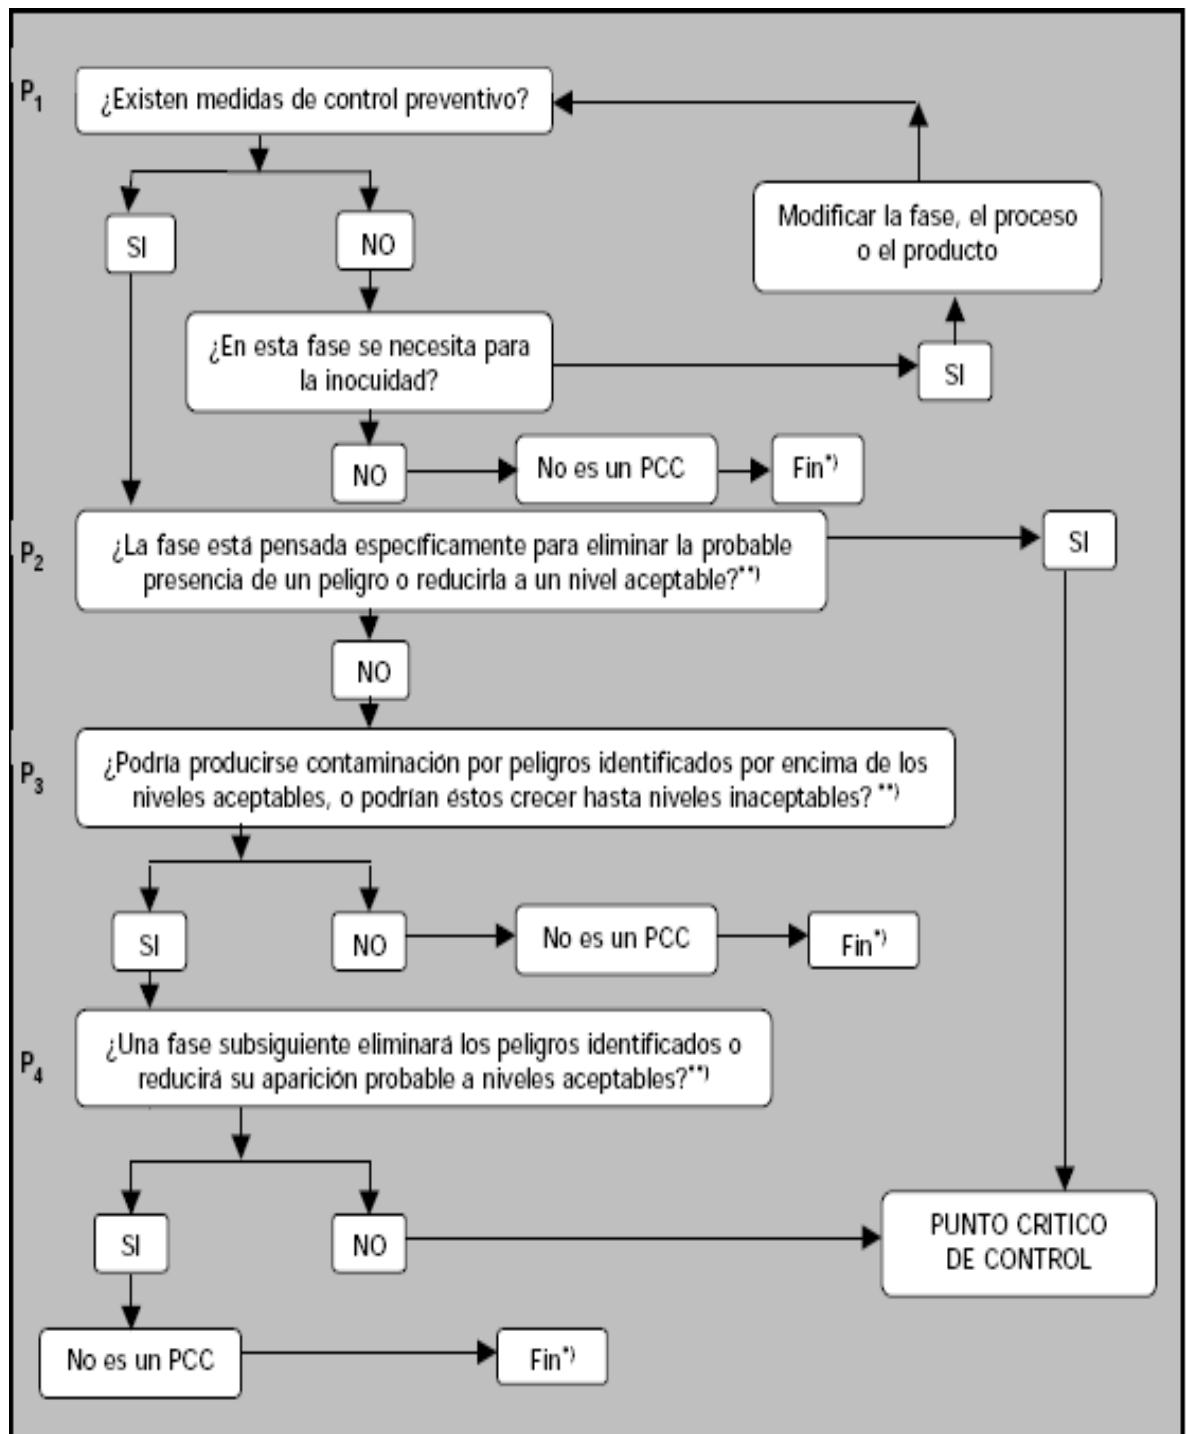 P1
¿Existen medidas de control preventivo?
SI
NO
Modificar la fase, el proceso
o el producto
¿En esta fase se necesita para
la inocuidad?
SI
NO
No es un PCC
Fin*)
P2
¿La fase está pensada específicamente para eliminar la probable
presencia de un peligro o reducirla a un nivel aceptable?**)
SI
NO
P3
¿Podría producirse contaminación por peligros identificados por encima de los
niveles aceptables, o podrían éstos crecer hasta niveles inaceptables? **)
SI
NO
No es un PCC
Fin*)
P4
¿Una fase subsiguiente eliminará los peligros identificados o
reducirá su aparición probable a niveles aceptables?**)
SI
NO
PUNTO CRITICO
DE CONTROL
No es un PCC
Fin*)